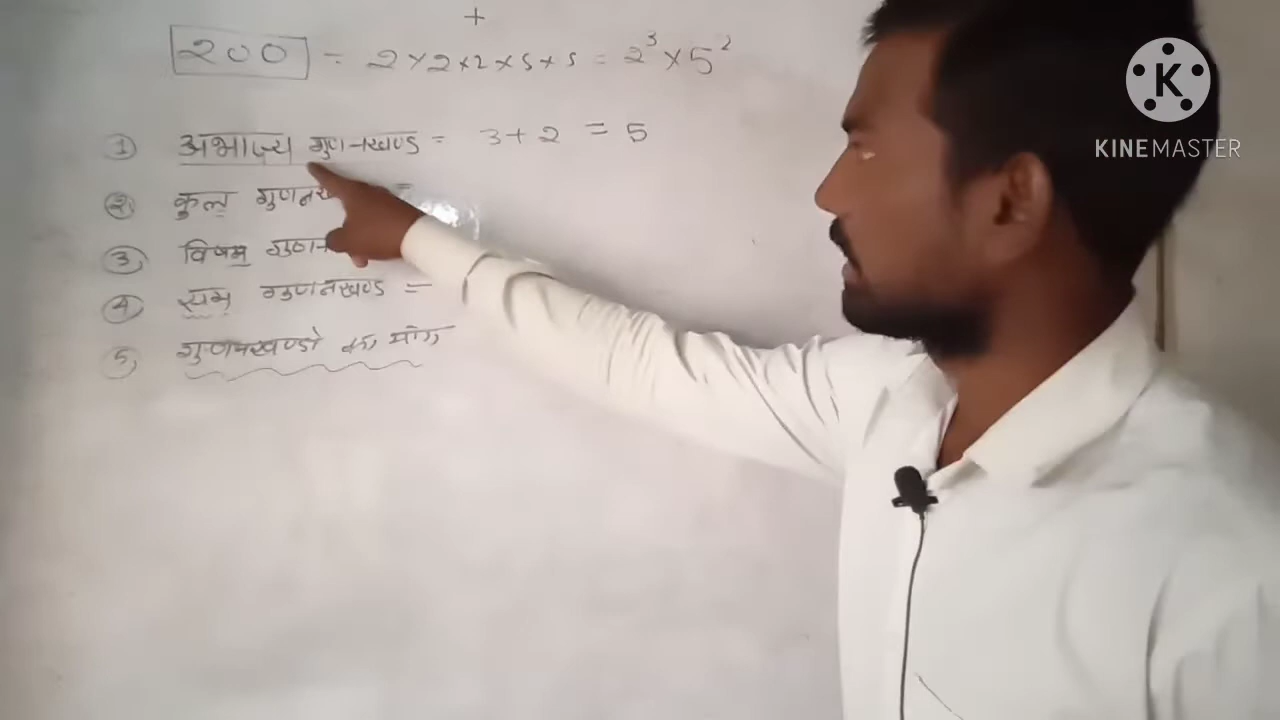 +
200 = 2×2×2×5×5 = 2³×5²
① अभाज्य गुणनखण्ड = 3+2 = 5
② कुल गुणनख =
③ विषम गुणन
④ सम गुणनखण्ड =
5, गुणनखण्डो का योग
K
KINEMASTER